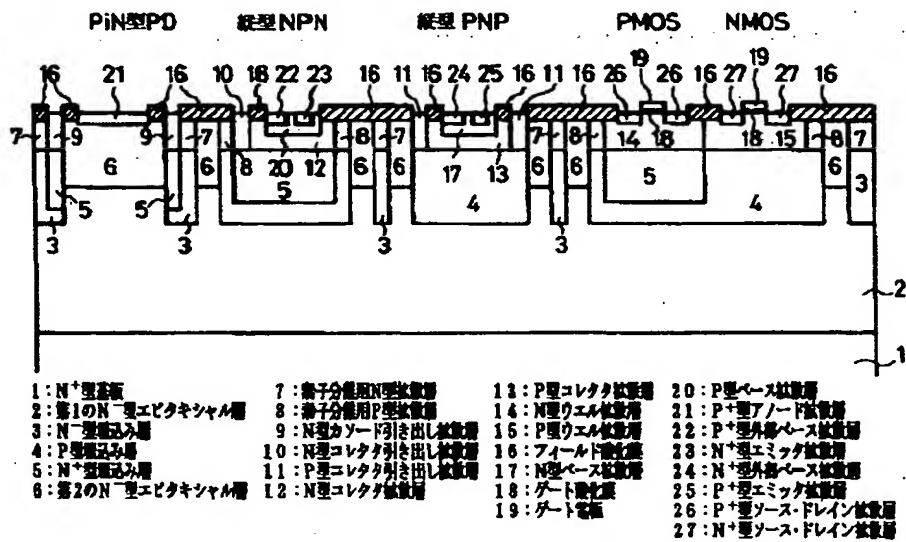 PiN型PD 縦型NPN 縦型PNP PMOS NMOS
19 19
16 21 16 10 18 22 23 16 11 16 24 25 16 11 16 26 26 16 27 27 16
7 9 9 7 8 7 7 8 14 18 18 15 8 7
6 6 8 20 12 6 6 17 13 6 6 6
5 5 5 4 5 4 3
3 3 3 3
2
1
1:N⁺型基板
2:第1のN⁻型エピタキシャル層
3:N⁻型埋込み層
4:P型埋込み層
5:N⁺型埋込み層
6:第2のN⁻型エピタキシャル層
7:素子分離用N型拡散層
8:素子分離用P型拡散層
9:N型カソード引き出し拡散層
10:N型コレクタ引き出し拡散層
11:P型コレクタ引き出し拡散層
12:N型コレクタ拡散層
13:P型コレクタ拡散層
14:N型ウエル拡散層
15:P型ウエル拡散層
16:フィールド酸化膜
17:N型ベース拡散層
18:ゲート酸化膜
19:ゲート電極
20:P型ベース拡散層
21:P⁺型アノード拡散層
22:P⁺型外部ベース拡散層
23:N⁺型エミッタ拡散層
24:N⁺型外部ベース拡散層
25:P⁺型エミッタ拡散層
26:P⁺型ソース・ドレイン拡散層
27:N⁺型ソース・ドレイン拡散層